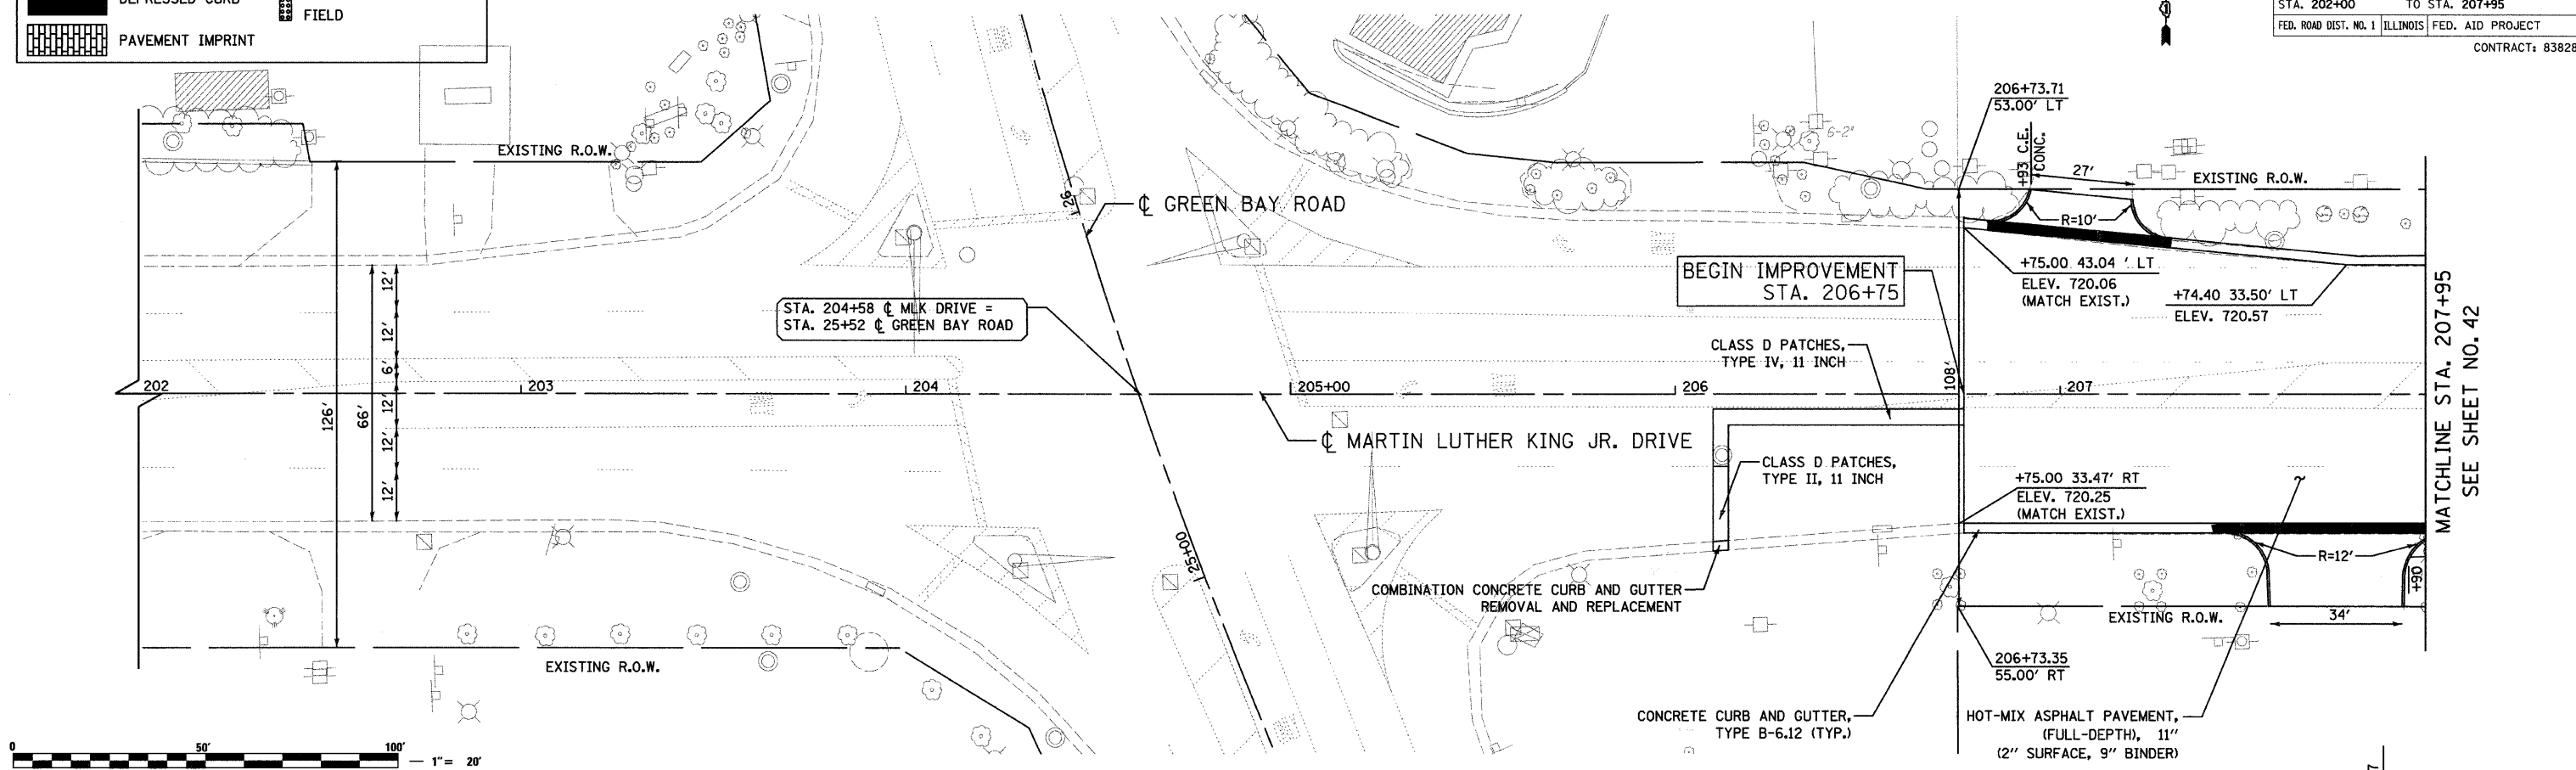 DEPRESSED CURB
FIELD
PAVEMENT IMPRINT
STA. 202+00 TO STA. 207+95
FED. ROAD DIST. NO. 1 ILLINOIS FED. AID PROJECT
CONTRACT: 83828
EXISTING R.O.W.
26
℄ GREEN BAY ROAD
6-2"
206+73.71
53.00' LT
+93 C.E.
CONC.
27'
EXISTING R.O.W.
R=10'
+75.00 43.04 ' LT
ELEV. 720.06
(MATCH EXIST.)
+74.40 33.50' LT
ELEV. 720.57
BEGIN IMPROVEMENT
STA. 206+75
STA. 204+58 ℄ MLK DRIVE =
STA. 25+52 ℄ GREEN BAY ROAD
CLASS D PATCHES,
TYPE IV, 11 INCH
12'
12'
6'
12'
12'
12'
66'
126'
108'
202
203
204
205+00
206
207
℄ MARTIN LUTHER KING JR. DRIVE
CLASS D PATCHES,
TYPE II, 11 INCH
+75.00 33.47' RT
ELEV. 720.25
(MATCH EXIST.)
MATCHLINE STA. 207+95
SEE SHEET NO. 42
25+00
R=12'
+90
COMBINATION CONCRETE CURB AND GUTTER
REMOVAL AND REPLACEMENT
EXISTING R.O.W.
34'
EXISTING R.O.W.
206+73.35
55.00' RT
CONCRETE CURB AND GUTTER,
TYPE B-6.12 (TYP.)
HOT-MIX ASPHALT PAVEMENT,
(FULL-DEPTH), 11"
(2" SURFACE, 9" BINDER)
0 50' 100'
1"= 20'
7